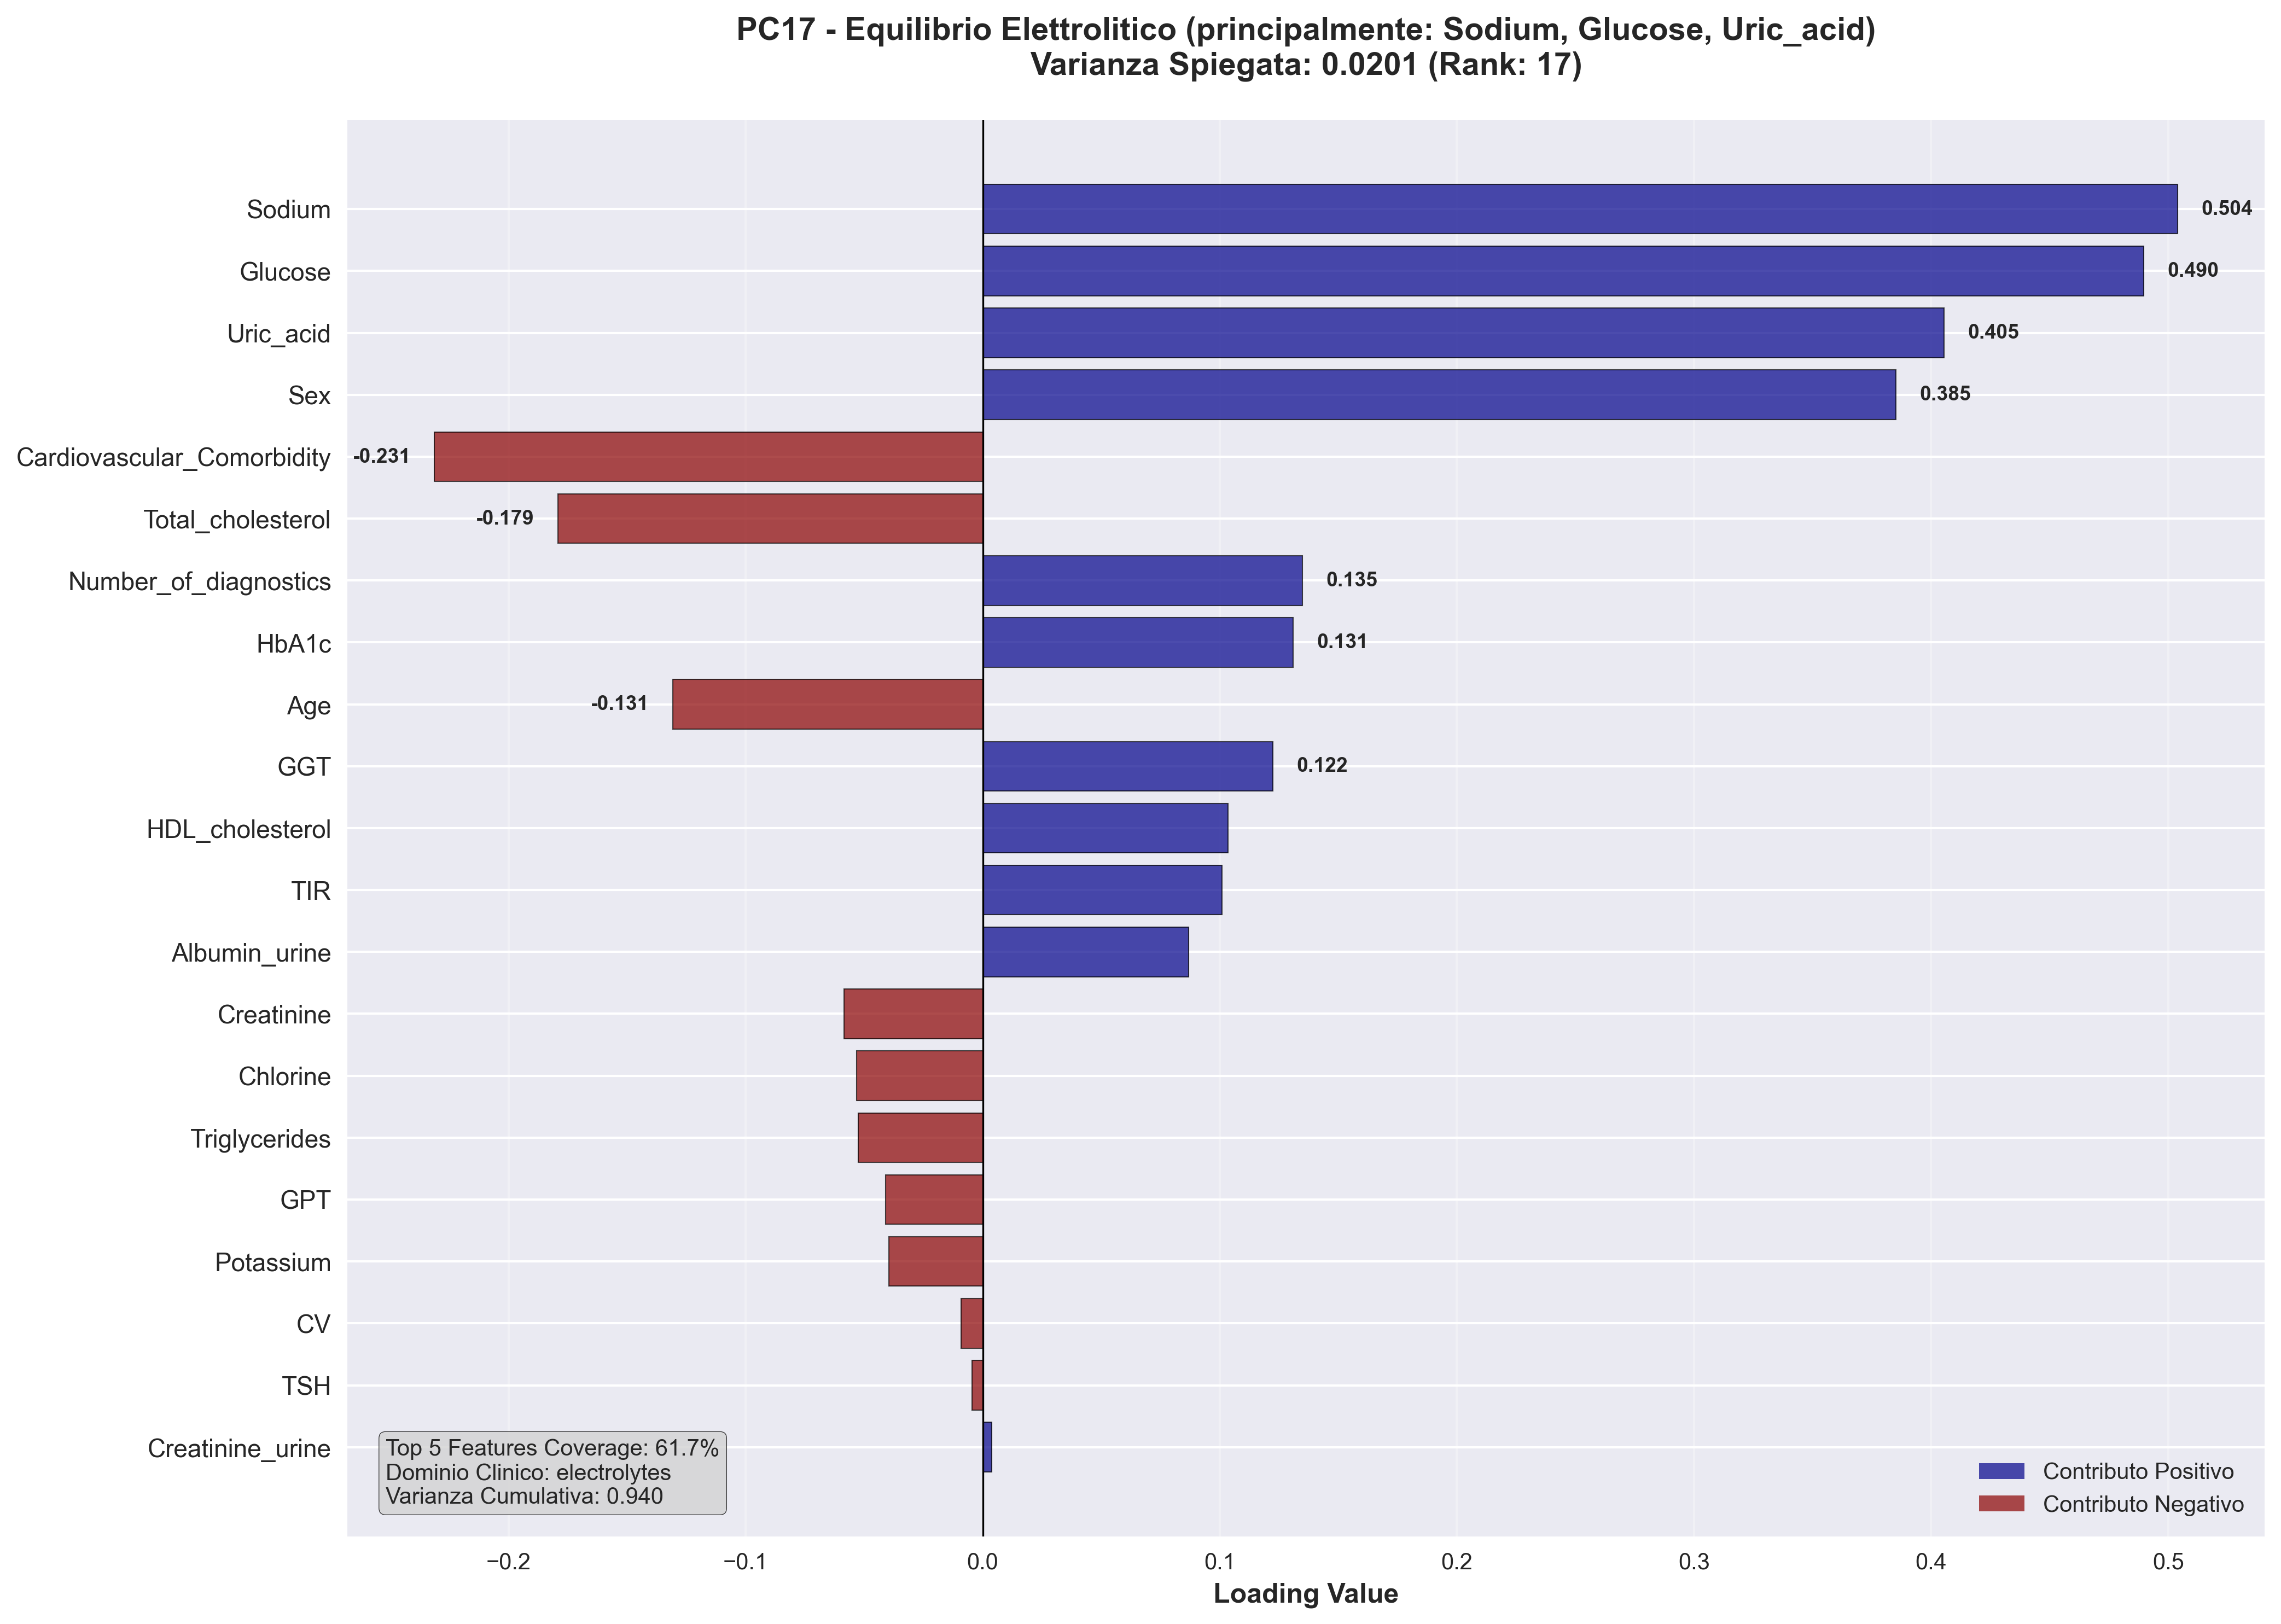 PC17 - Equilibrio Elettrolitico (principalmente: Sodium, Glucose, Uric_acid)
Varianza Spiegata: 0.0201 (Rank: 17)
Sodium 0.504
Glucose 0.490
Uric_acid 0.405
Sex 0.385
Cardiovascular_Comorbidity -0.231
Total_cholesterol -0.179
Number_of_diagnostics 0.135
HbA1c 0.131
Age -0.131
GGT 0.122
HDL_cholesterol
TIR
Albumin_urine
Creatinine
Chlorine
Triglycerides
GPT
Potassium
CV
TSH
Creatinine_urine
Top 5 Features Coverage: 61.7%
Dominio Clinico: electrolytes
Varianza Cumulativa: 0.940
Contributo Positivo
Contributo Negativo
−0.2 −0.1 0.0 0.1 0.2 0.3 0.4 0.5
Loading Value